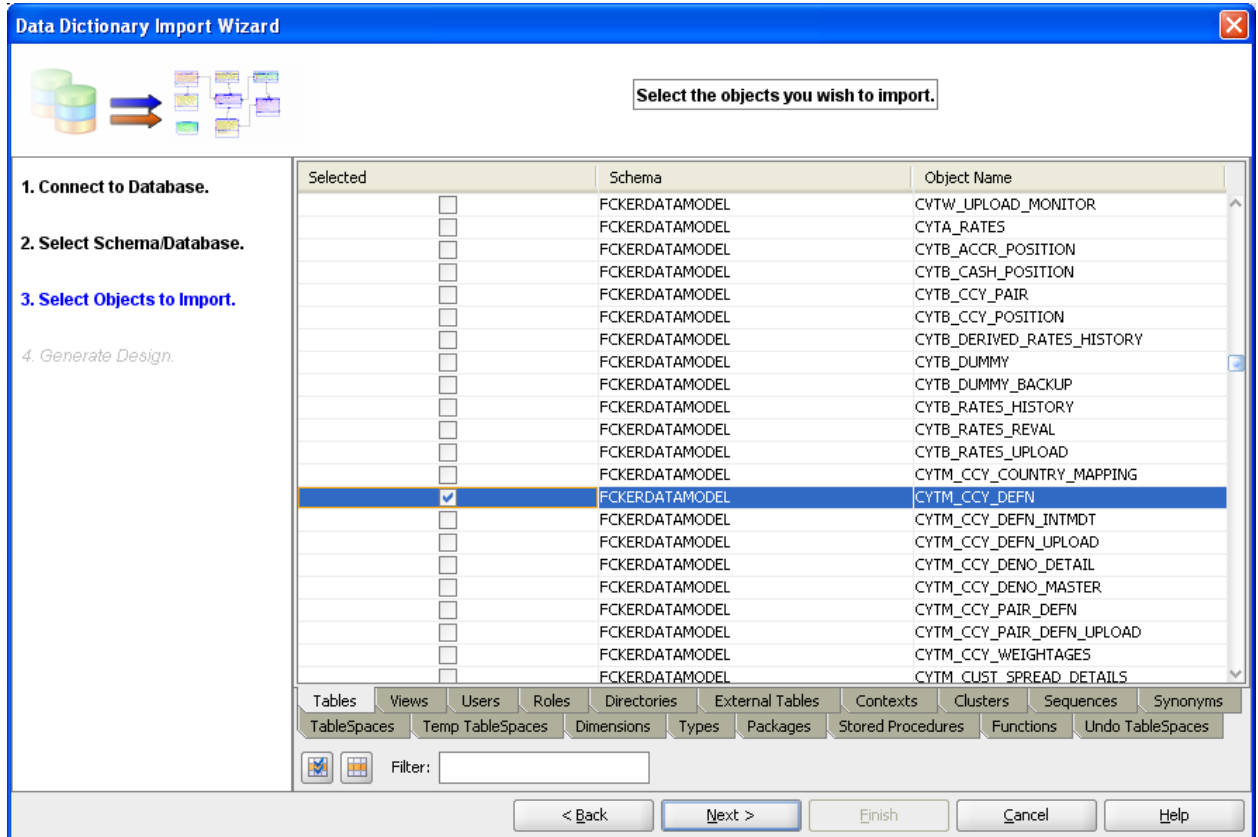 Data Dictionary Import Wizard
Select the objects you wish to import.
1. Connect to Database.
2. Select Schema/Database.
3. Select Objects to Import.
4. Generate Design.
Selected Schema Object Name
FCKERDATAMODEL CVTW_UPLOAD_MONITOR
FCKERDATAMODEL CYTA_RATES
FCKERDATAMODEL CYTB_ACCR_POSITION
FCKERDATAMODEL CYTB_CASH_POSITION
FCKERDATAMODEL CYTB_CCY_PAIR
FCKERDATAMODEL CYTB_CCY_POSITION
FCKERDATAMODEL CYTB_DERIVED_RATES_HISTORY
FCKERDATAMODEL CYTB_DUMMY
FCKERDATAMODEL CYTB_DUMMY_BACKUP
FCKERDATAMODEL CYTB_RATES_HISTORY
FCKERDATAMODEL CYTB_RATES_REVAL
FCKERDATAMODEL CYTB_RATES_UPLOAD
FCKERDATAMODEL CYTM_CCY_COUNTRY_MAPPING
FCKERDATAMODEL CYTM_CCY_DEFN
FCKERDATAMODEL CYTM_CCY_DEFN_INTMDT
FCKERDATAMODEL CYTM_CCY_DEFN_UPLOAD
FCKERDATAMODEL CYTM_CCY_DENO_DETAIL
FCKERDATAMODEL CYTM_CCY_DENO_MASTER
FCKERDATAMODEL CYTM_CCY_PAIR_DEFN
FCKERDATAMODEL CYTM_CCY_PAIR_DEFN_UPLOAD
FCKERDATAMODEL CYTM_CCY_WEIGHTAGES
FCKERDATAMODEL CYTM_CUST_SPREAD_DETAILS
Tables Views Users Roles Directories External Tables Contexts Clusters Sequences Synonyms
TableSpaces Temp TableSpaces Dimensions Types Packages Stored Procedures Functions Undo TableSpaces
Filter:
< Back Next > Finish Cancel Help